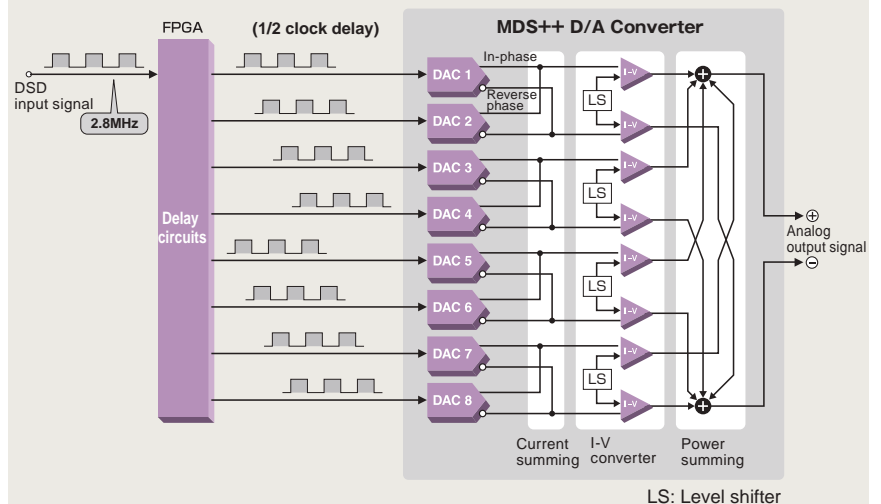 FPGA
(1/2 clock delay)
MDS++ D/A Converter
DSD
input signal
2.8MHz
Delay
circuits
In-phase
Reverse
phase
DAC 1
DAC 2
DAC 3
DAC 4
DAC 5
DAC 6
DAC 7
DAC 8
I-V
I-V
I-V
I-V
I-V
I-V
I-V
I-V
LS
LS
LS
LS
+
+
⊕
Analog
output signal
⊖
Current
summing
I-V
converter
Power
summing
LS: Level shifter